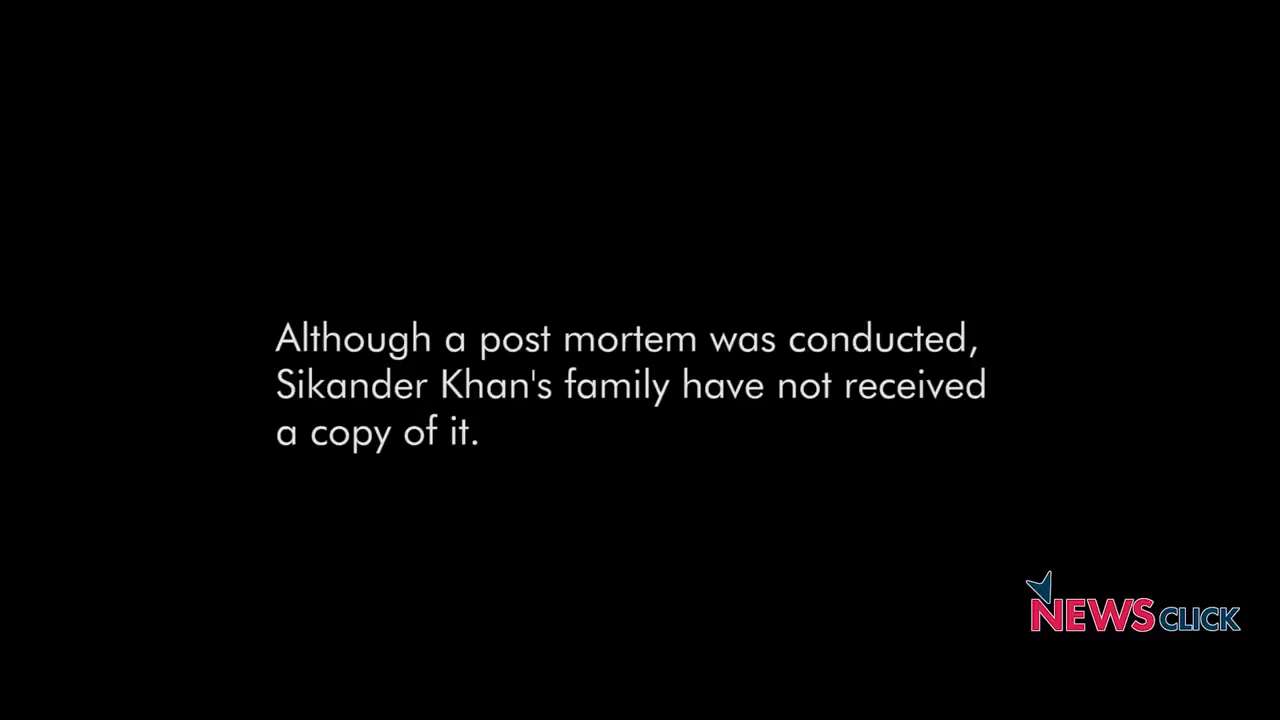 Although a post mortem was conducted,
Sikander Khan's family have not received
a copy of it.
NEWSCLICK